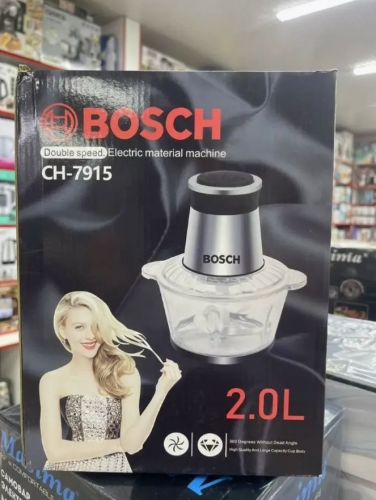 BOSCH
Double speed. Electric material machine
CH-7915
BOSCH
2.0L
360 Degrees Without Dead Angle
High Quality And Large Capacity Cup Body
САМОВАР